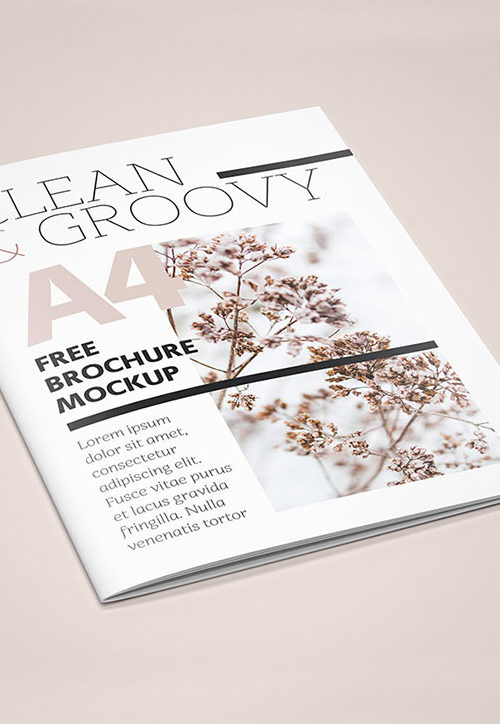 CLEAN
& GROOVY
A4
FREE
BROCHURE
MOCKUP
Lorem ipsum
dolor sit amet,
consectetur
adipiscing elit.
Fusce vitae purus
et lacus gravida
fringilla. Nulla
venenatis tortor